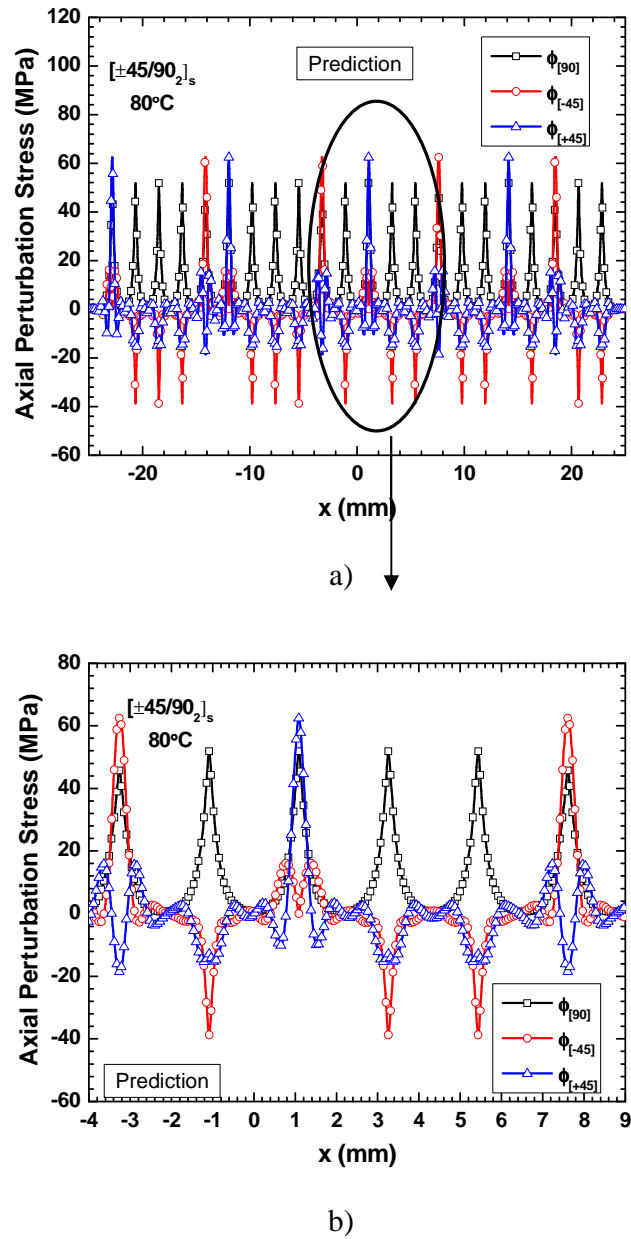 120
100
80
60
40
20
0
-20
-40
-60
Axial Perturbation Stress (MPa)
[±45/90₂]ₛ
80ᵒC
Prediction
ϕ[90]
ϕ[-45]
ϕ[+45]
-20 -10 0 10 20
x (mm)
a)
80
60
40
20
0
-20
-40
-60
Axial Perturbation Stress (MPa)
[±45/90₂]ₛ
80ᵒC
ϕ[90]
ϕ[-45]
ϕ[+45]
Prediction
-4 -3 -2 -1 0 1 2 3 4 5 6 7 8 9
x (mm)
b)